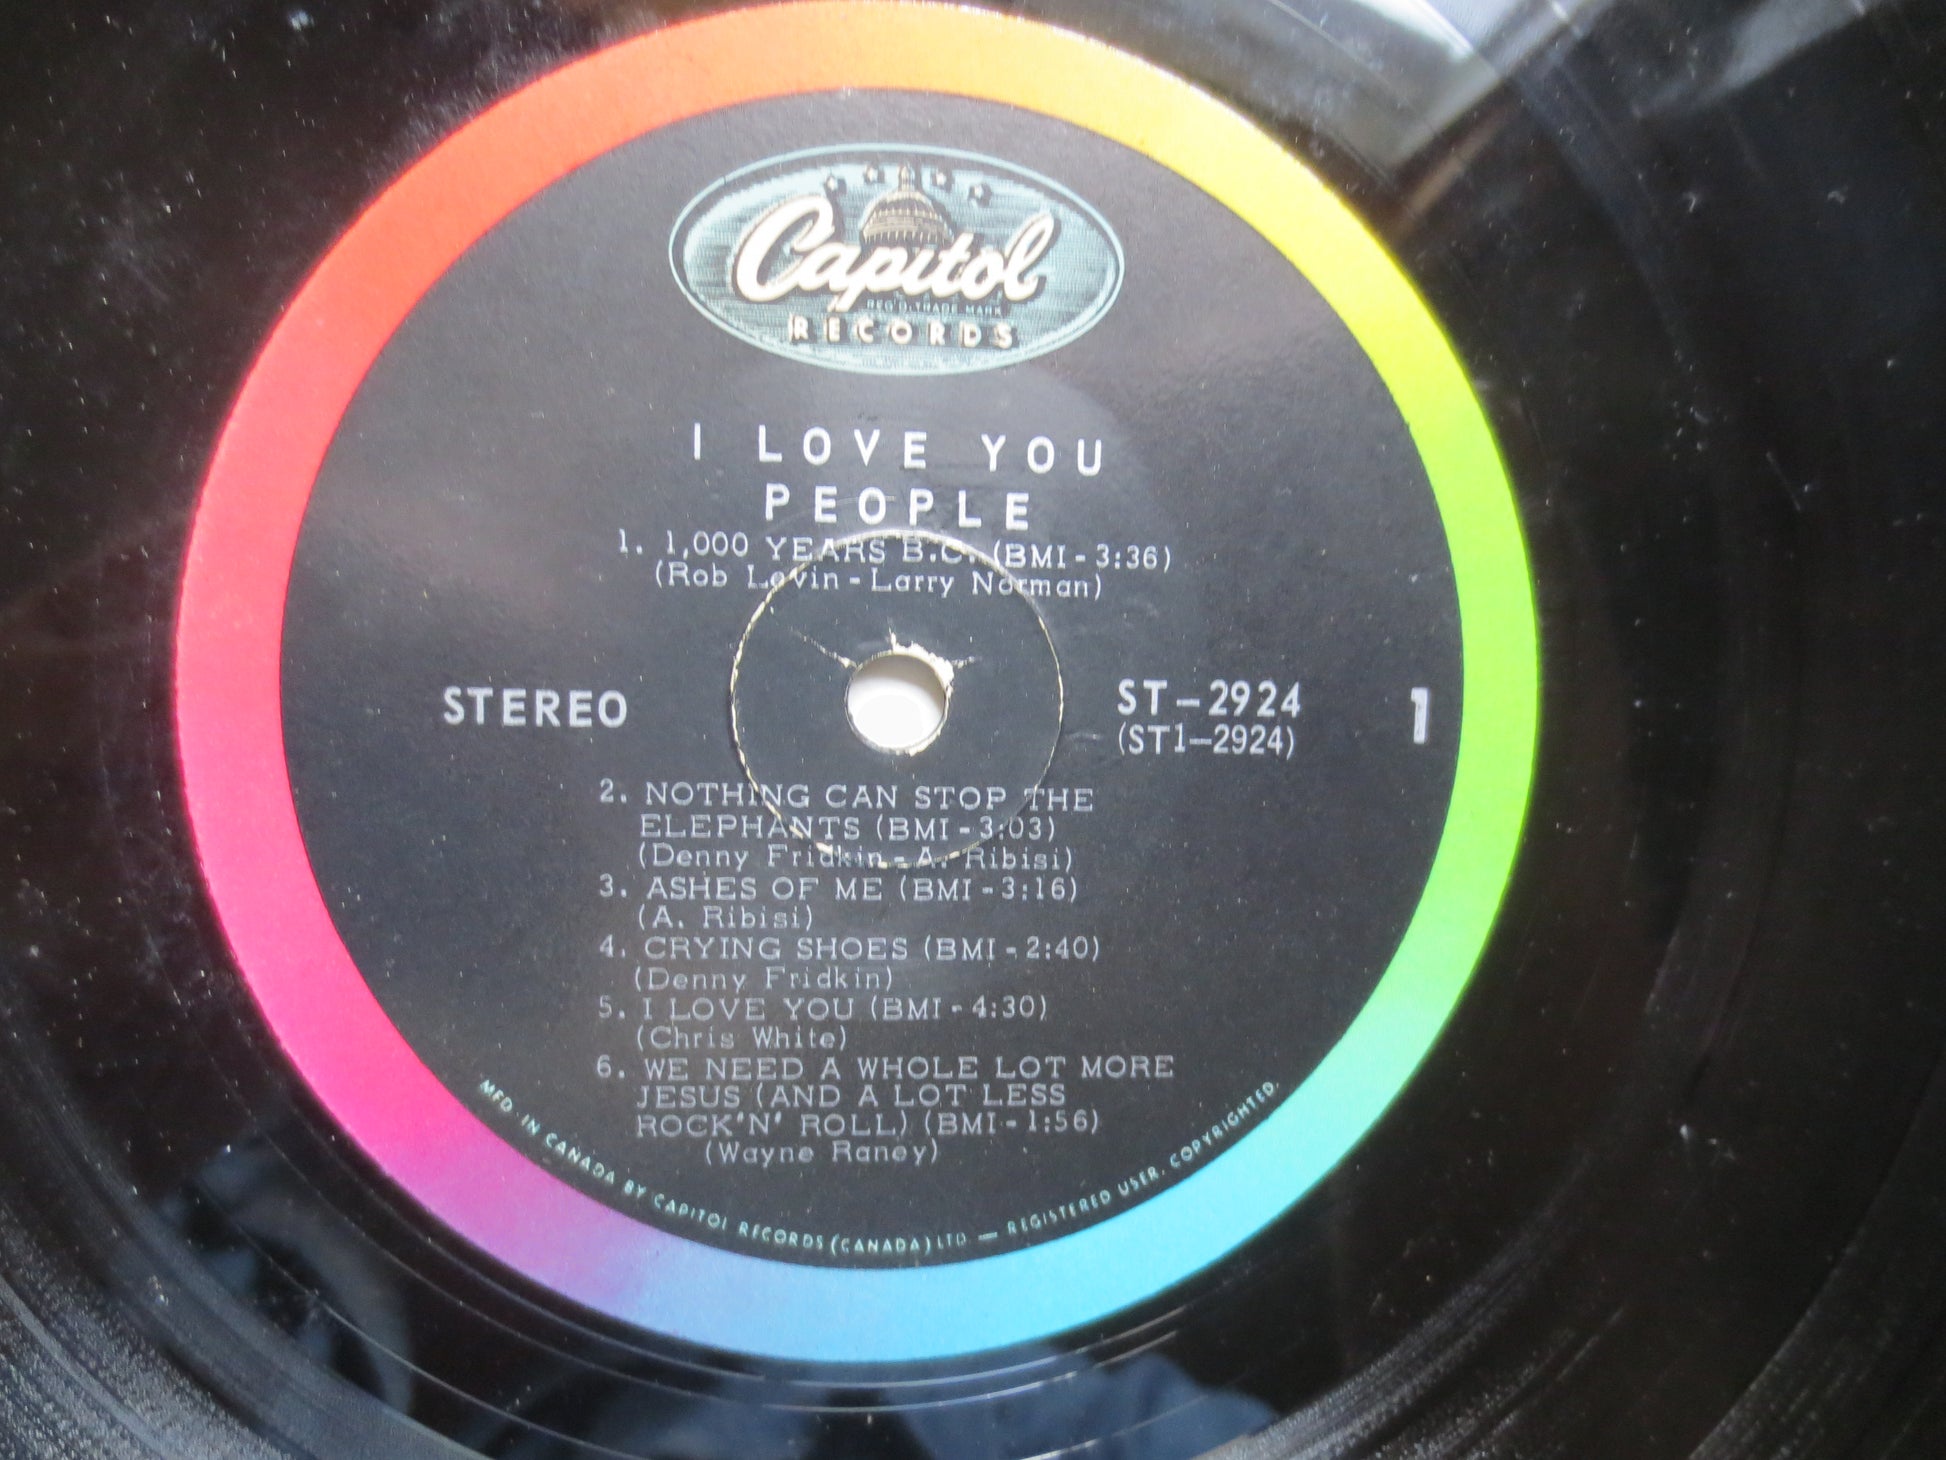 Capitol
REG'D. TRADE MARK
RECORDS
I LOVE YOU
PEOPLE
1. 1,000 YEARS B.C. (BMI - 3:36)
(Rob Levin - Larry Norman)
STEREO
ST-2924
(ST1-2924)
1
2. NOTHING CAN STOP THE
ELEPHANTS (BMI - 3:03)
(Denny Fridkin - A. Ribisi)
3. ASHES OF ME (BMI - 3:16)
(A. Ribisi)
4. CRYING SHOES (BMI - 2:40)
(Denny Fridkin)
5. I LOVE YOU (BMI - 4:30)
(Chris White)
6. WE NEED A WHOLE LOT MORE
JESUS (AND A LOT LESS
ROCK'N' ROLL) (BMI - 1:56)
(Wayne Raney)
MFD. IN CANADA BY CAPITOL RECORDS (CANADA) LTD. — REGISTERED USER. COPYRIGHTED.